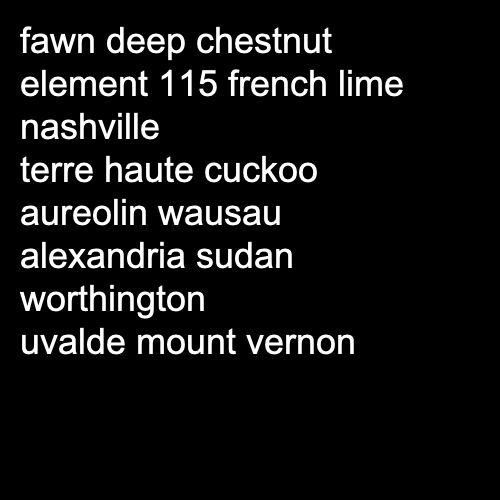 fawn deep chestnut
element 115 french lime
nashville
terre haute cuckoo
aureolin wausau
alexandria sudan
worthington
uvalde mount vernon